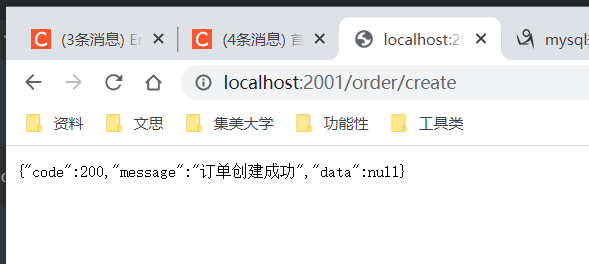 (3条消息) Er
(4条消息) 首
localhost:20
mysql
localhost:2001/order/create
资料
文思
集美大学
功能性
工具类
{"code":200,"message":"订单创建成功","data":null}